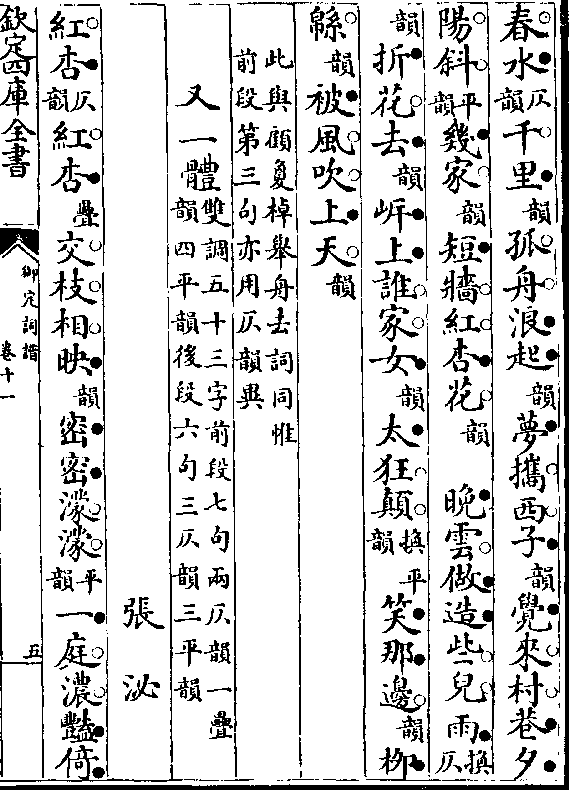 春水仄韻千里韻孤舟浪起韻夢攜西子韻覺來村巷夕
陽斜平韻幾家韻短牆紅杏花韻　晚雲做造些兒雨換仄
韻折花去韻岸上誰家女韻太狂顛換平韻笑那邊韻柳
緜韻被風吹上天韻
此與顧敻棹舉舟去詞同惟
前段第三句亦用仄韻異
又一體雙調五十三字前段七句兩仄韻一疊
韻四平韻後段六句三仄韻三平韻
張泌
紅杏仄韻紅杏疊交枝相映韻密密濛濛平韻一庭濃豔倚
欽定四庫全書
御定詞譜
卷十一
五